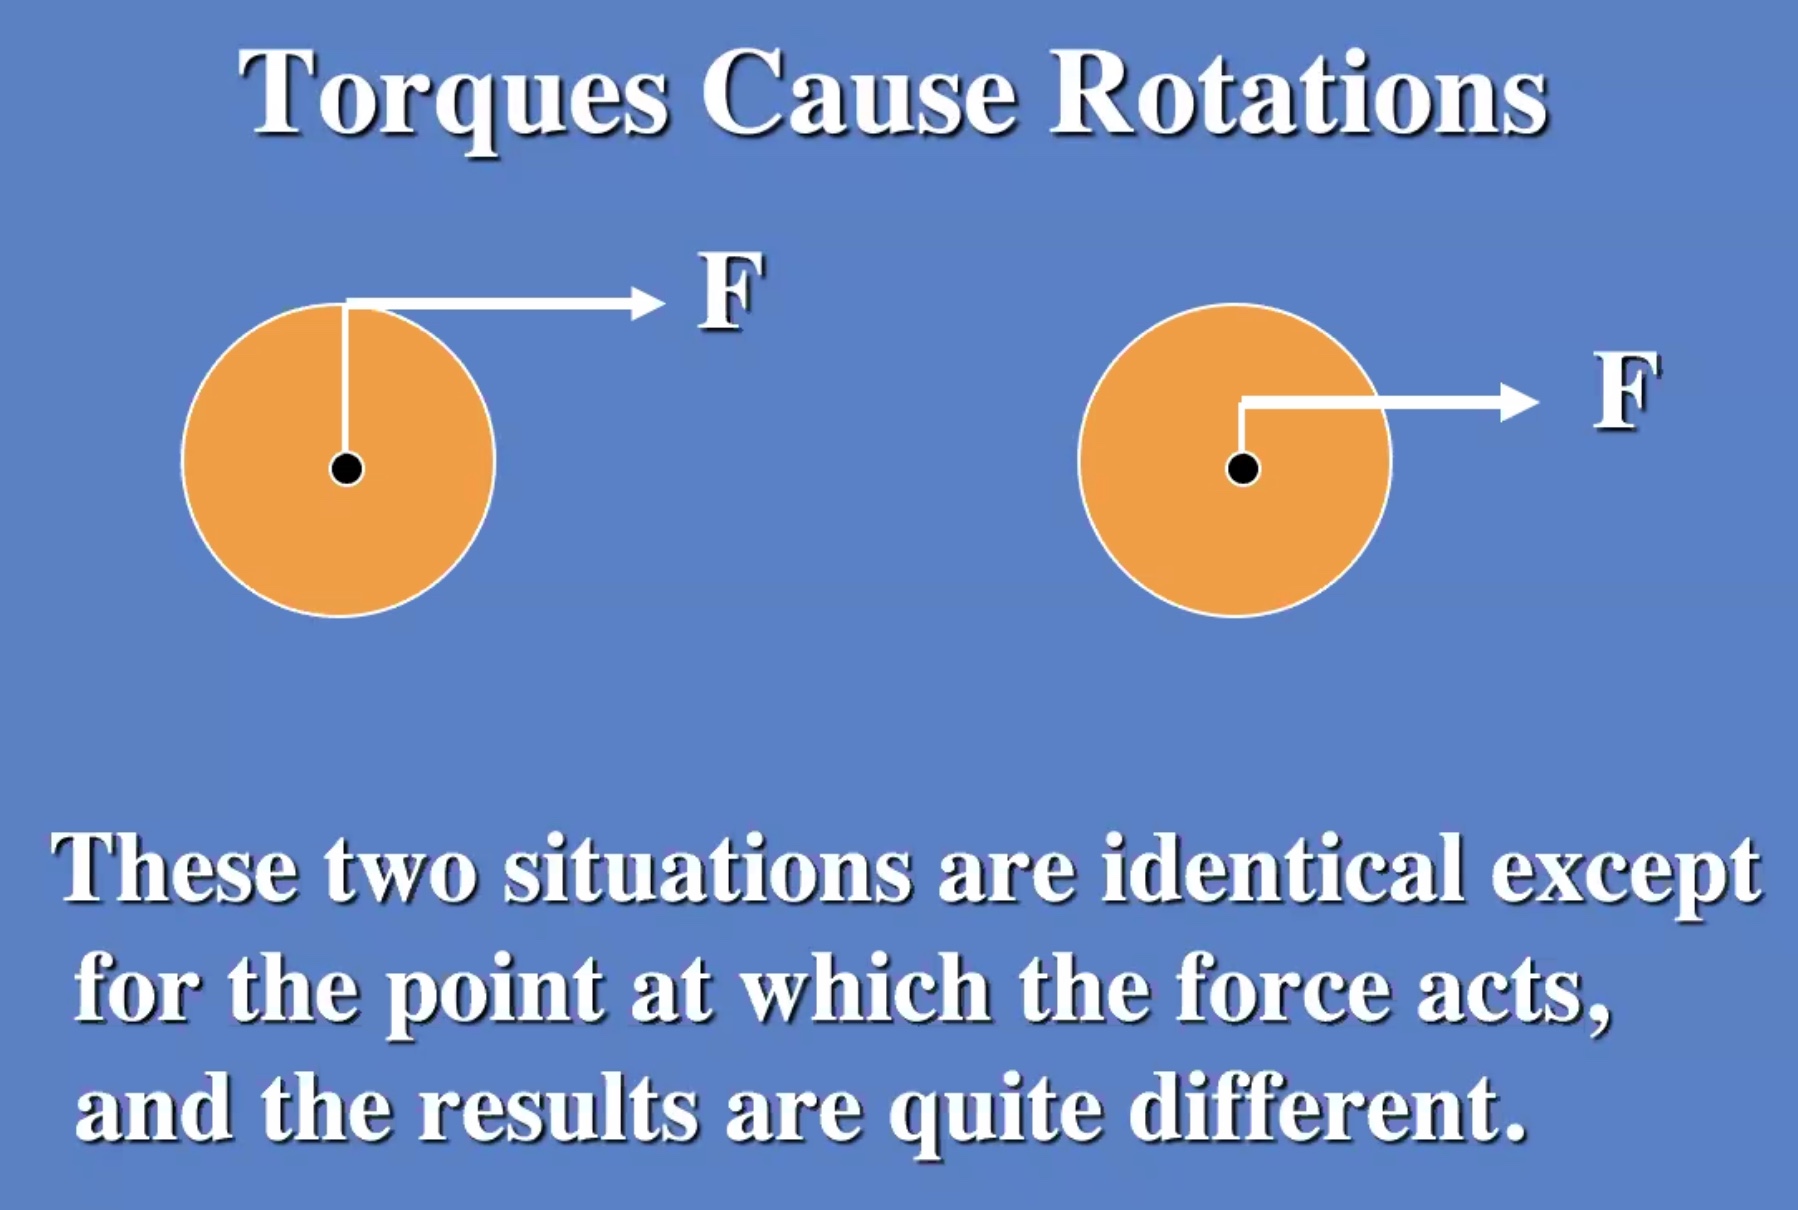 Torques Cause Rotations
F
F
These two situations are identical except
for the point at which the force acts,
and the results are quite different.